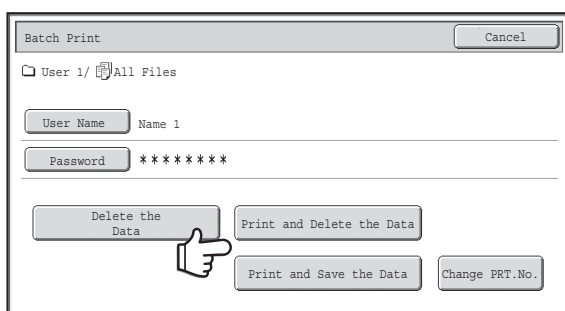 Batch Print
Cancel
User 1/ All Files
User Name Name 1
Password ********
Delete the
Data
Print and Delete the Data
Print and Save the Data
Change PRT.No.